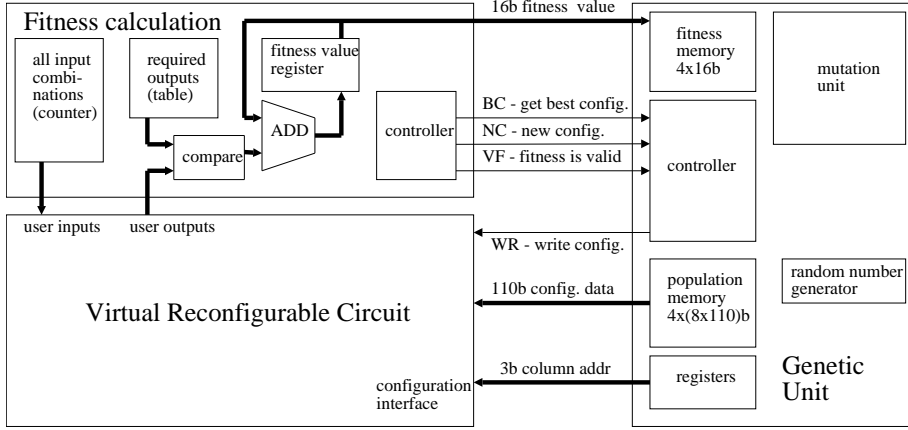 Fitness calculation
all input
combi-
nations
(counter)
required
outputs
(table)
fitness value
register
ADD
compare
controller
16b fitness value
BC - get best config.
NC - new config.
VF - fitness is valid
WR - write config.
110b config. data
3b column addr
fitness
memory
4x16b
mutation
unit
controller
population
memory
4x(8x110)b
random number
generator
registers
Genetic
Unit
user inputs
user outputs
Virtual Reconfigurable Circuit
configuration
interface